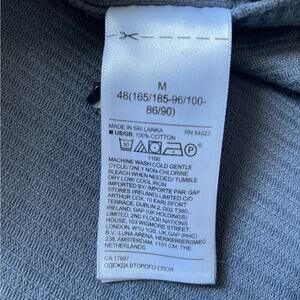 M
48(165/185-96/100-
86/90)
MADE IN SRI LANKA RN 54023
US/GB: 100% COTTON
30 P
1166
MACHINE WASH COLD GENTLE
CYCLE/ ONLY NON-CHLORINE
BLEACH WHEN NEEDED/ TUMBLE
DRY LOW/ COOL IRON
IMPORTED BY/ IMPORTE PAR: GAP
STORES (IRELAND) LIMITED C/O
ARTHUR COX, 10 EARLSFORT
TERRACE, DUBLIN 2, D02 T380,
IRELAND. GAP (UK HOLDINGS)
LIMITED, 2ND FLOOR NATIONS
HOUSE, 103 WIGMORE STREET,
LONDON, W1U 1QS, UK. GAP (RHC)
B.V., LUNA ARENA, HERIKERBERGWEG
238, AMSTERDAM, 1101 CM, THE
NETHERLANDS
CA 17897
ОДЕЖДА ВТОРОГО СЛОЯ